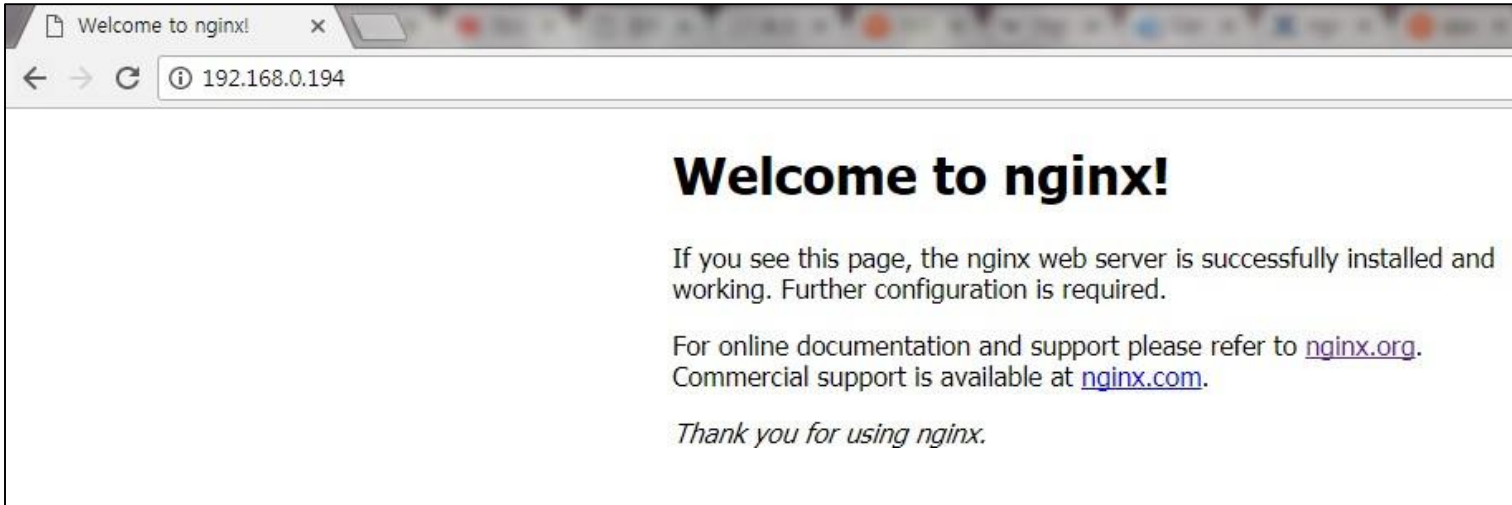 Welcome to nginx!
192.168.0.194
Welcome to nginx!
If you see this page, the nginx web server is successfully installed and
working. Further configuration is required.
For online documentation and support please refer to nginx.org.
Commercial support is available at nginx.com.
Thank you for using nginx.